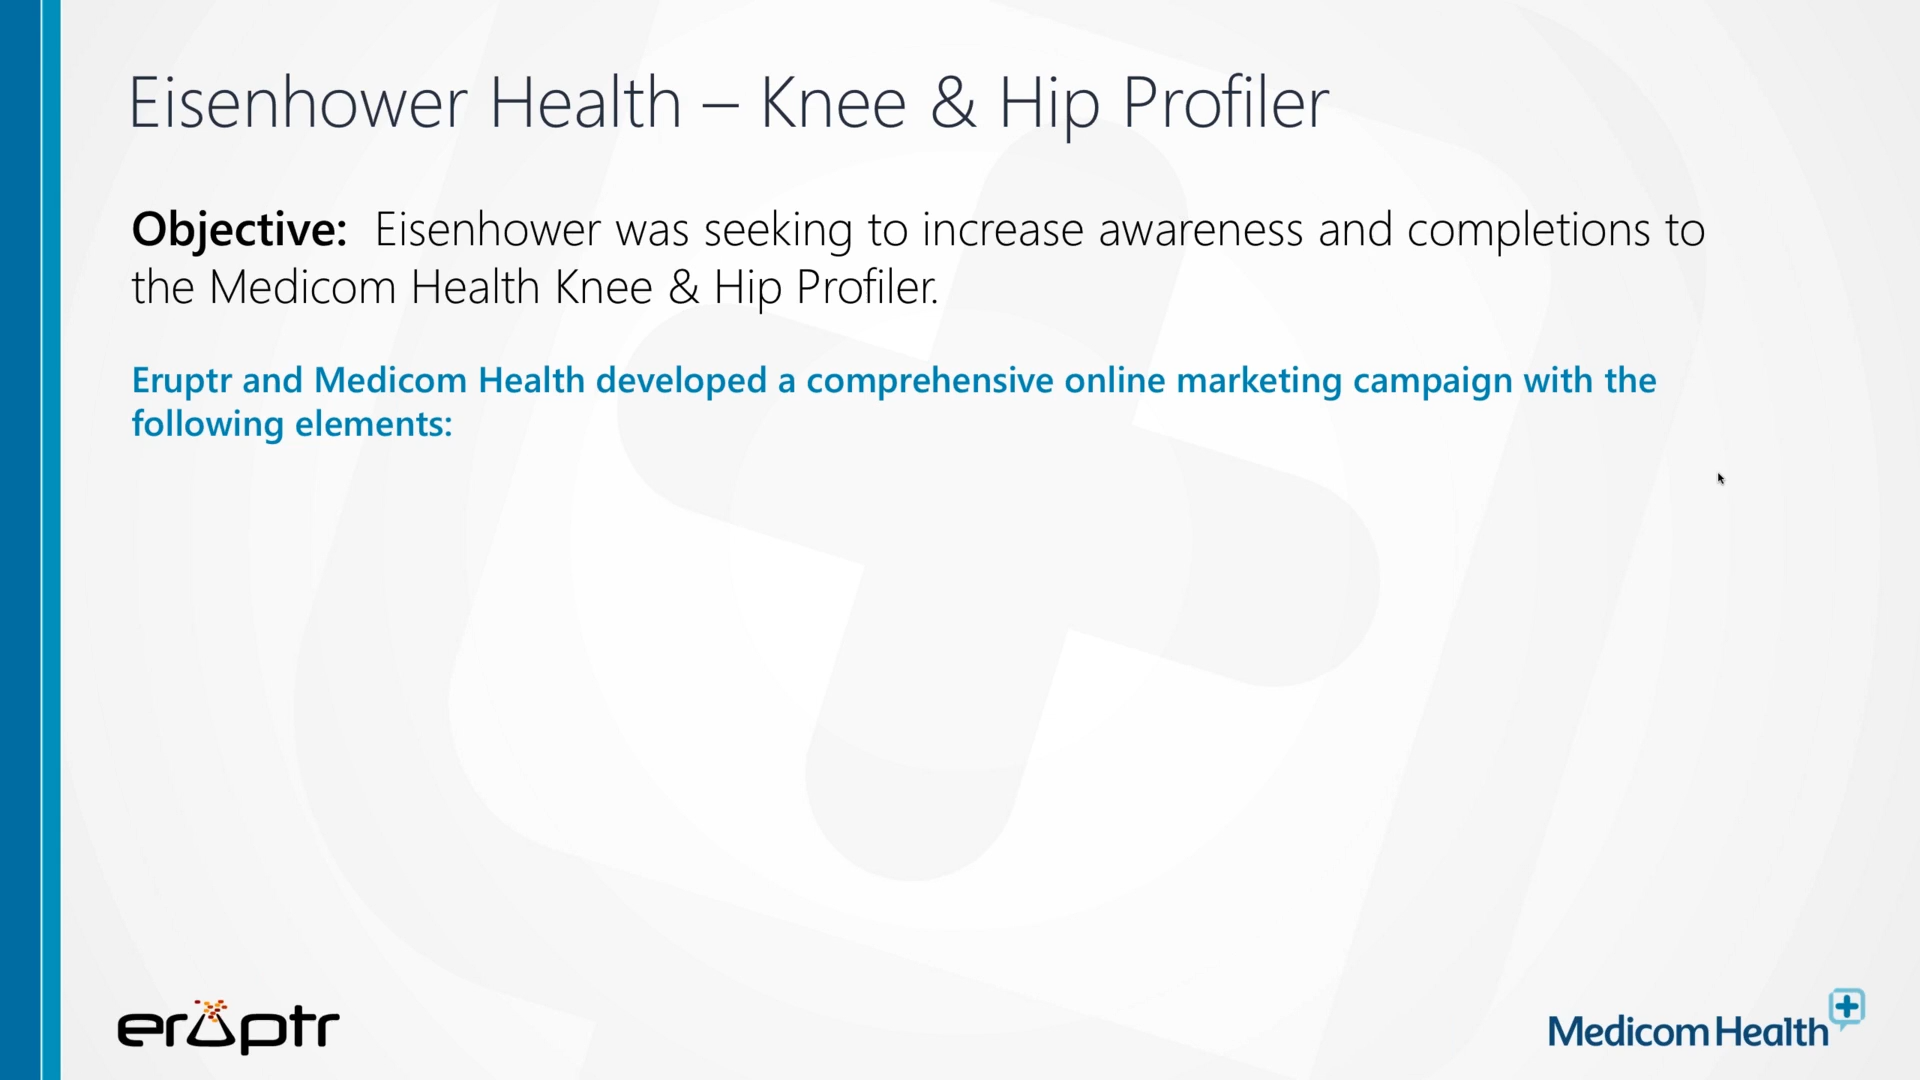 Eisenhower Health – Knee & Hip Profiler
Objective: Eisenhower was seeking to increase awareness and completions to
the Medicom Health Knee & Hip Profiler.
Eruptr and Medicom Health developed a comprehensive online marketing campaign with the
following elements:
eruptr
Medicom Health